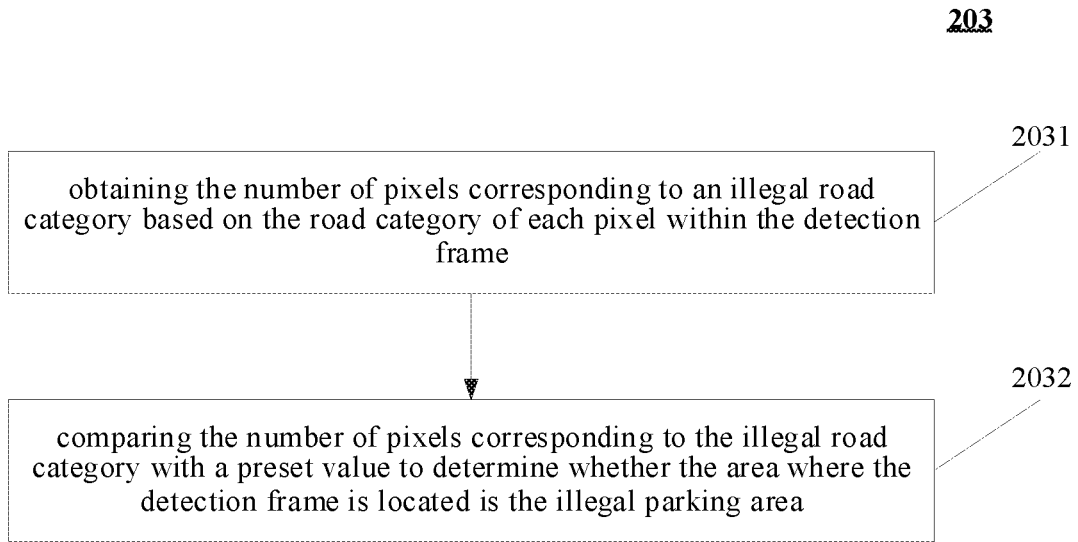 203
2031
obtaining the number of pixels corresponding to an illegal road
category based on the road category of each pixel within the detection
frame
2032
comparing the number of pixels corresponding to the illegal road
category with a preset value to determine whether the area where the
detection frame is located is the illegal parking area